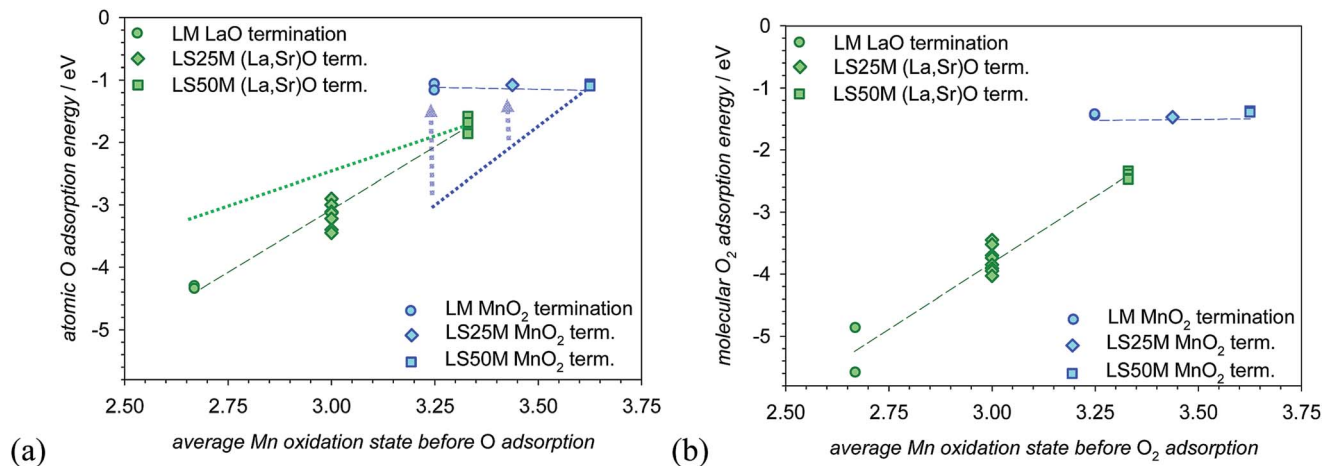 0
-1
-2
-3
-4
-5
atomic O adsorption energy / eV
LM LaO termination
LS25M (La,Sr)O term.
LS50M (La,Sr)O term.
LM MnO2 termination
LS25M MnO2 term.
LS50M MnO2 term.
2.50 2.75 3.00 3.25 3.50 3.75
average Mn oxidation state before O adsorption
(a)
0
-1
-2
-3
-4
-5
molecular O2 adsorption energy / eV
LM LaO termination
LS25M (La,Sr)O term.
LS50M (La,Sr)O term.
LM MnO2 termination
LS25M MnO2 term.
LS50M MnO2 term.
2.50 2.75 3.00 3.25 3.50 3.75
average Mn oxidation state before O2 adsorption
(b)